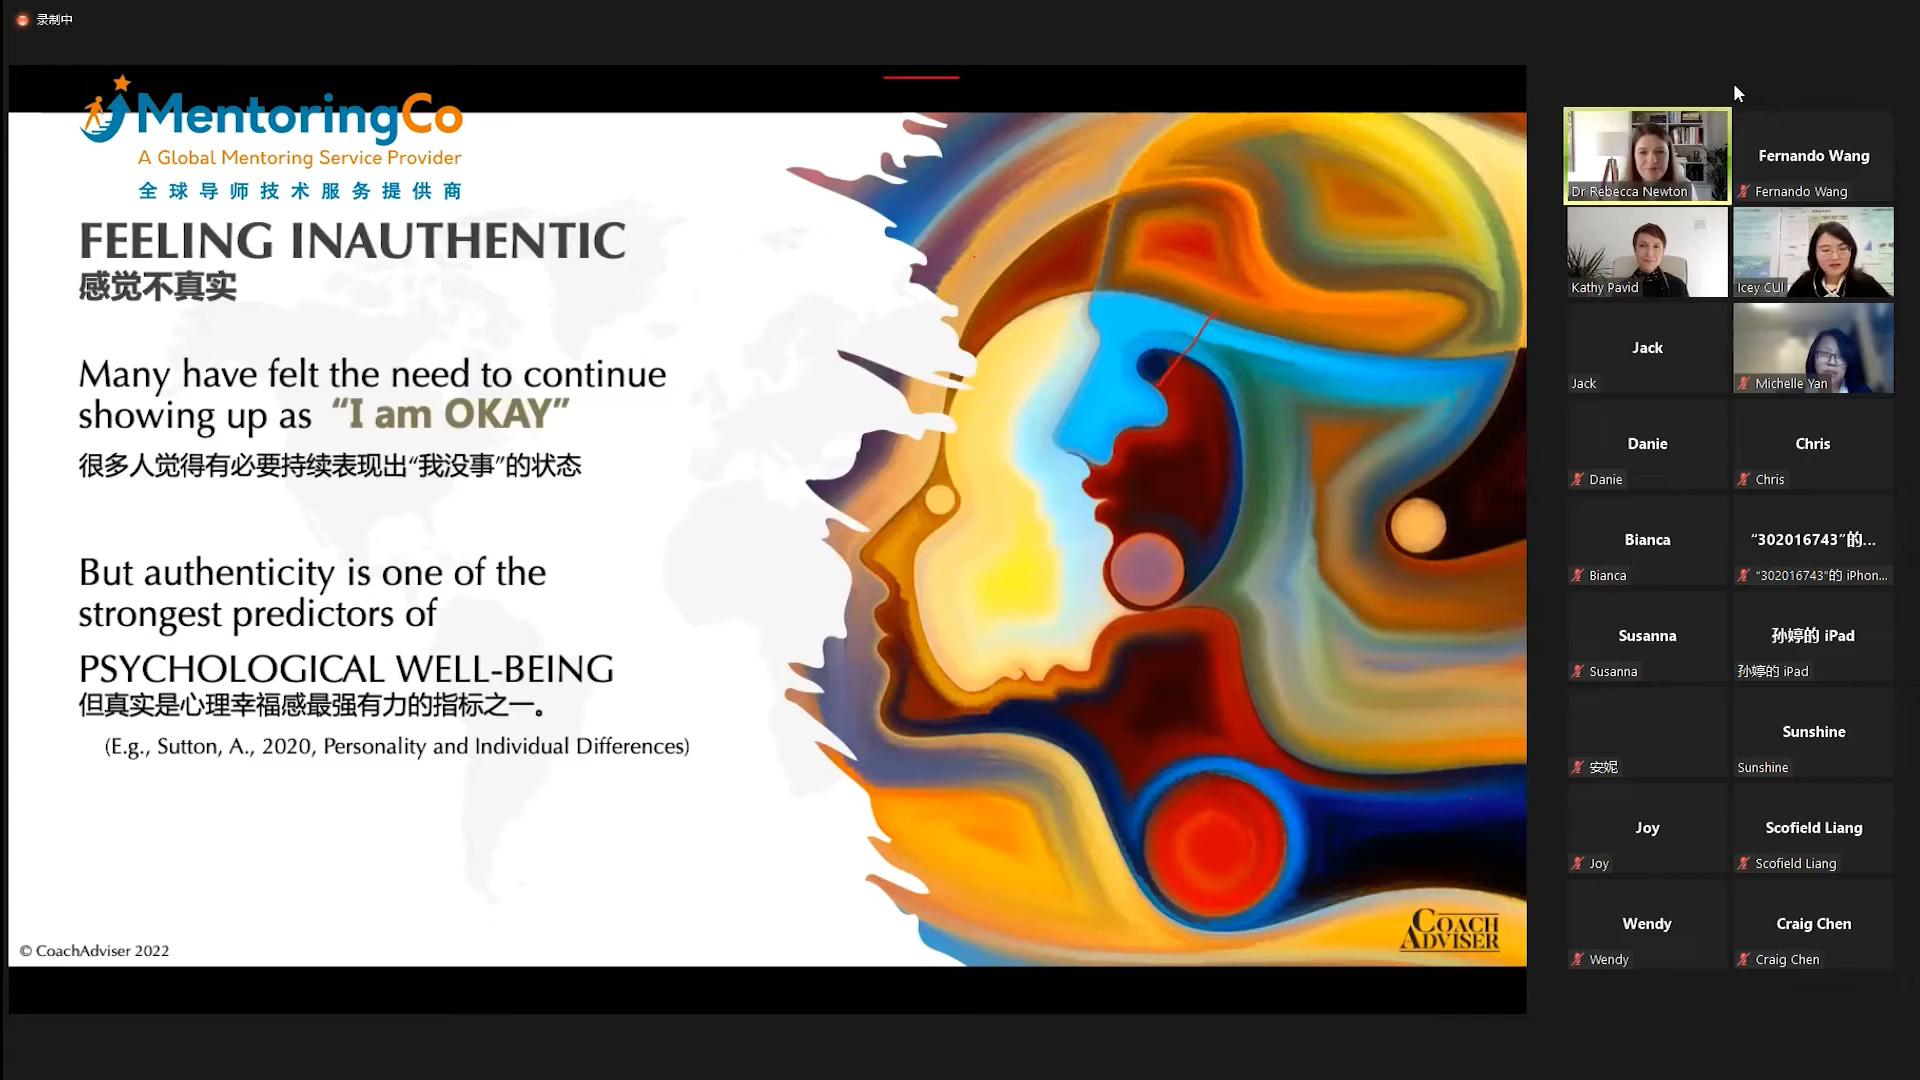 录制中
MentoringCo
A Global Mentoring Service Provider
全球导师技术服务提供商
FEELING INAUTHENTIC
感觉不真实
Many have felt the need to continue
showing up as “I am OKAY”
很多人觉得有必要持续表现出“我没事”的状态
But authenticity is one of the
strongest predictors of
PSYCHOLOGICAL WELL-BEING
但真实是心理幸福感最强有力的指标之一。
(E.g., Sutton, A., 2020, Personality and Individual Differences)
© CoachAdviser 2022
COACH
ADVISER
Dr Rebecca Newton
Fernando Wang
Fernando Wang
Kathy Pavid
Icey CUI
Jack
Jack
Michelle Yan
Danie
Danie
Chris
Chris
Bianca
Bianca
“302016743”的...
“302016743”的 iPhon...
Susanna
Susanna
孙婷的 iPad
孙婷的 iPad
安妮
Sunshine
Sunshine
Joy
Joy
Scofield Liang
Scofield Liang
Wendy
Wendy
Craig Chen
Craig Chen